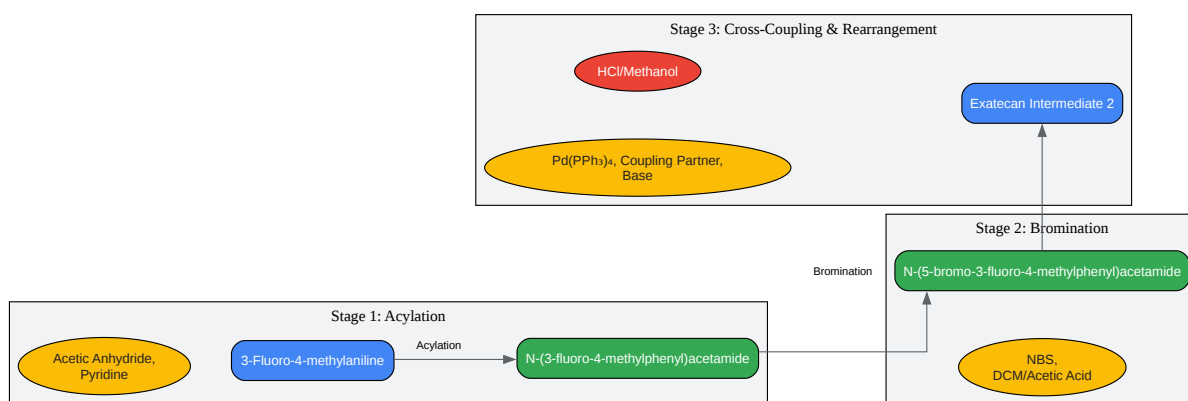 Stage 3: Cross-Coupling & Rearrangement
HCl/Methanol
Exatecan Intermediate 2
Pd(PPh₃)₄, Coupling Partner,
Base
Stage 2: Bromination
Bromination
N-(5-bromo-3-fluoro-4-methylphenyl)acetamide
NBS,
DCM/Acetic Acid
Stage 1: Acylation
Acetic Anhydride,
Pyridine
3-Fluoro-4-methylaniline
Acylation
N-(3-fluoro-4-methylphenyl)acetamide